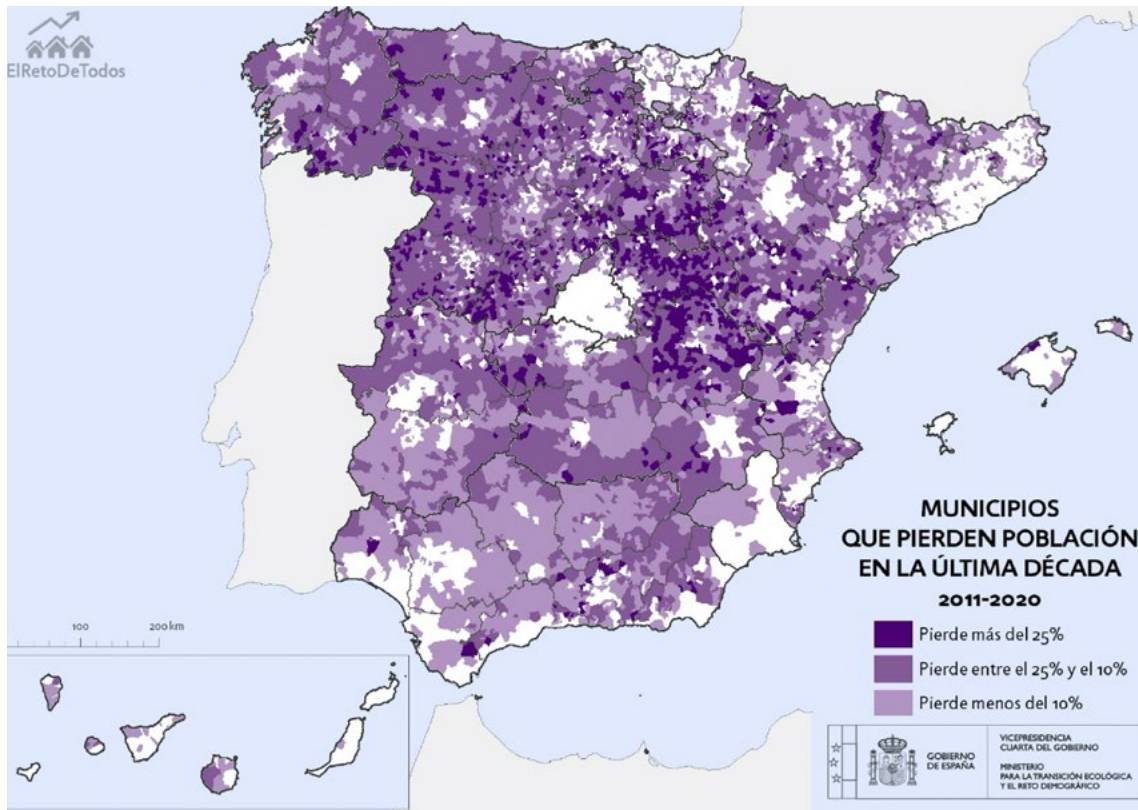 ElRetoDeTodos
MUNICIPIOS
QUE PIERDEN POBLACIÓN
EN LA ÚLTIMA DÉCADA
2011-2020
Pierde más del 25%
Pierde entre el 25% y el 10%
Pierde menos del 10%
100 200 km
GOBIERNO
DE ESPAÑA
VICEPRESIDENCIA
CUARTA DEL GOBIERNO
MINISTERIO
PARA LA TRANSICIÓN ECOLÓGICA
Y EL RETO DEMOGRÁFICO